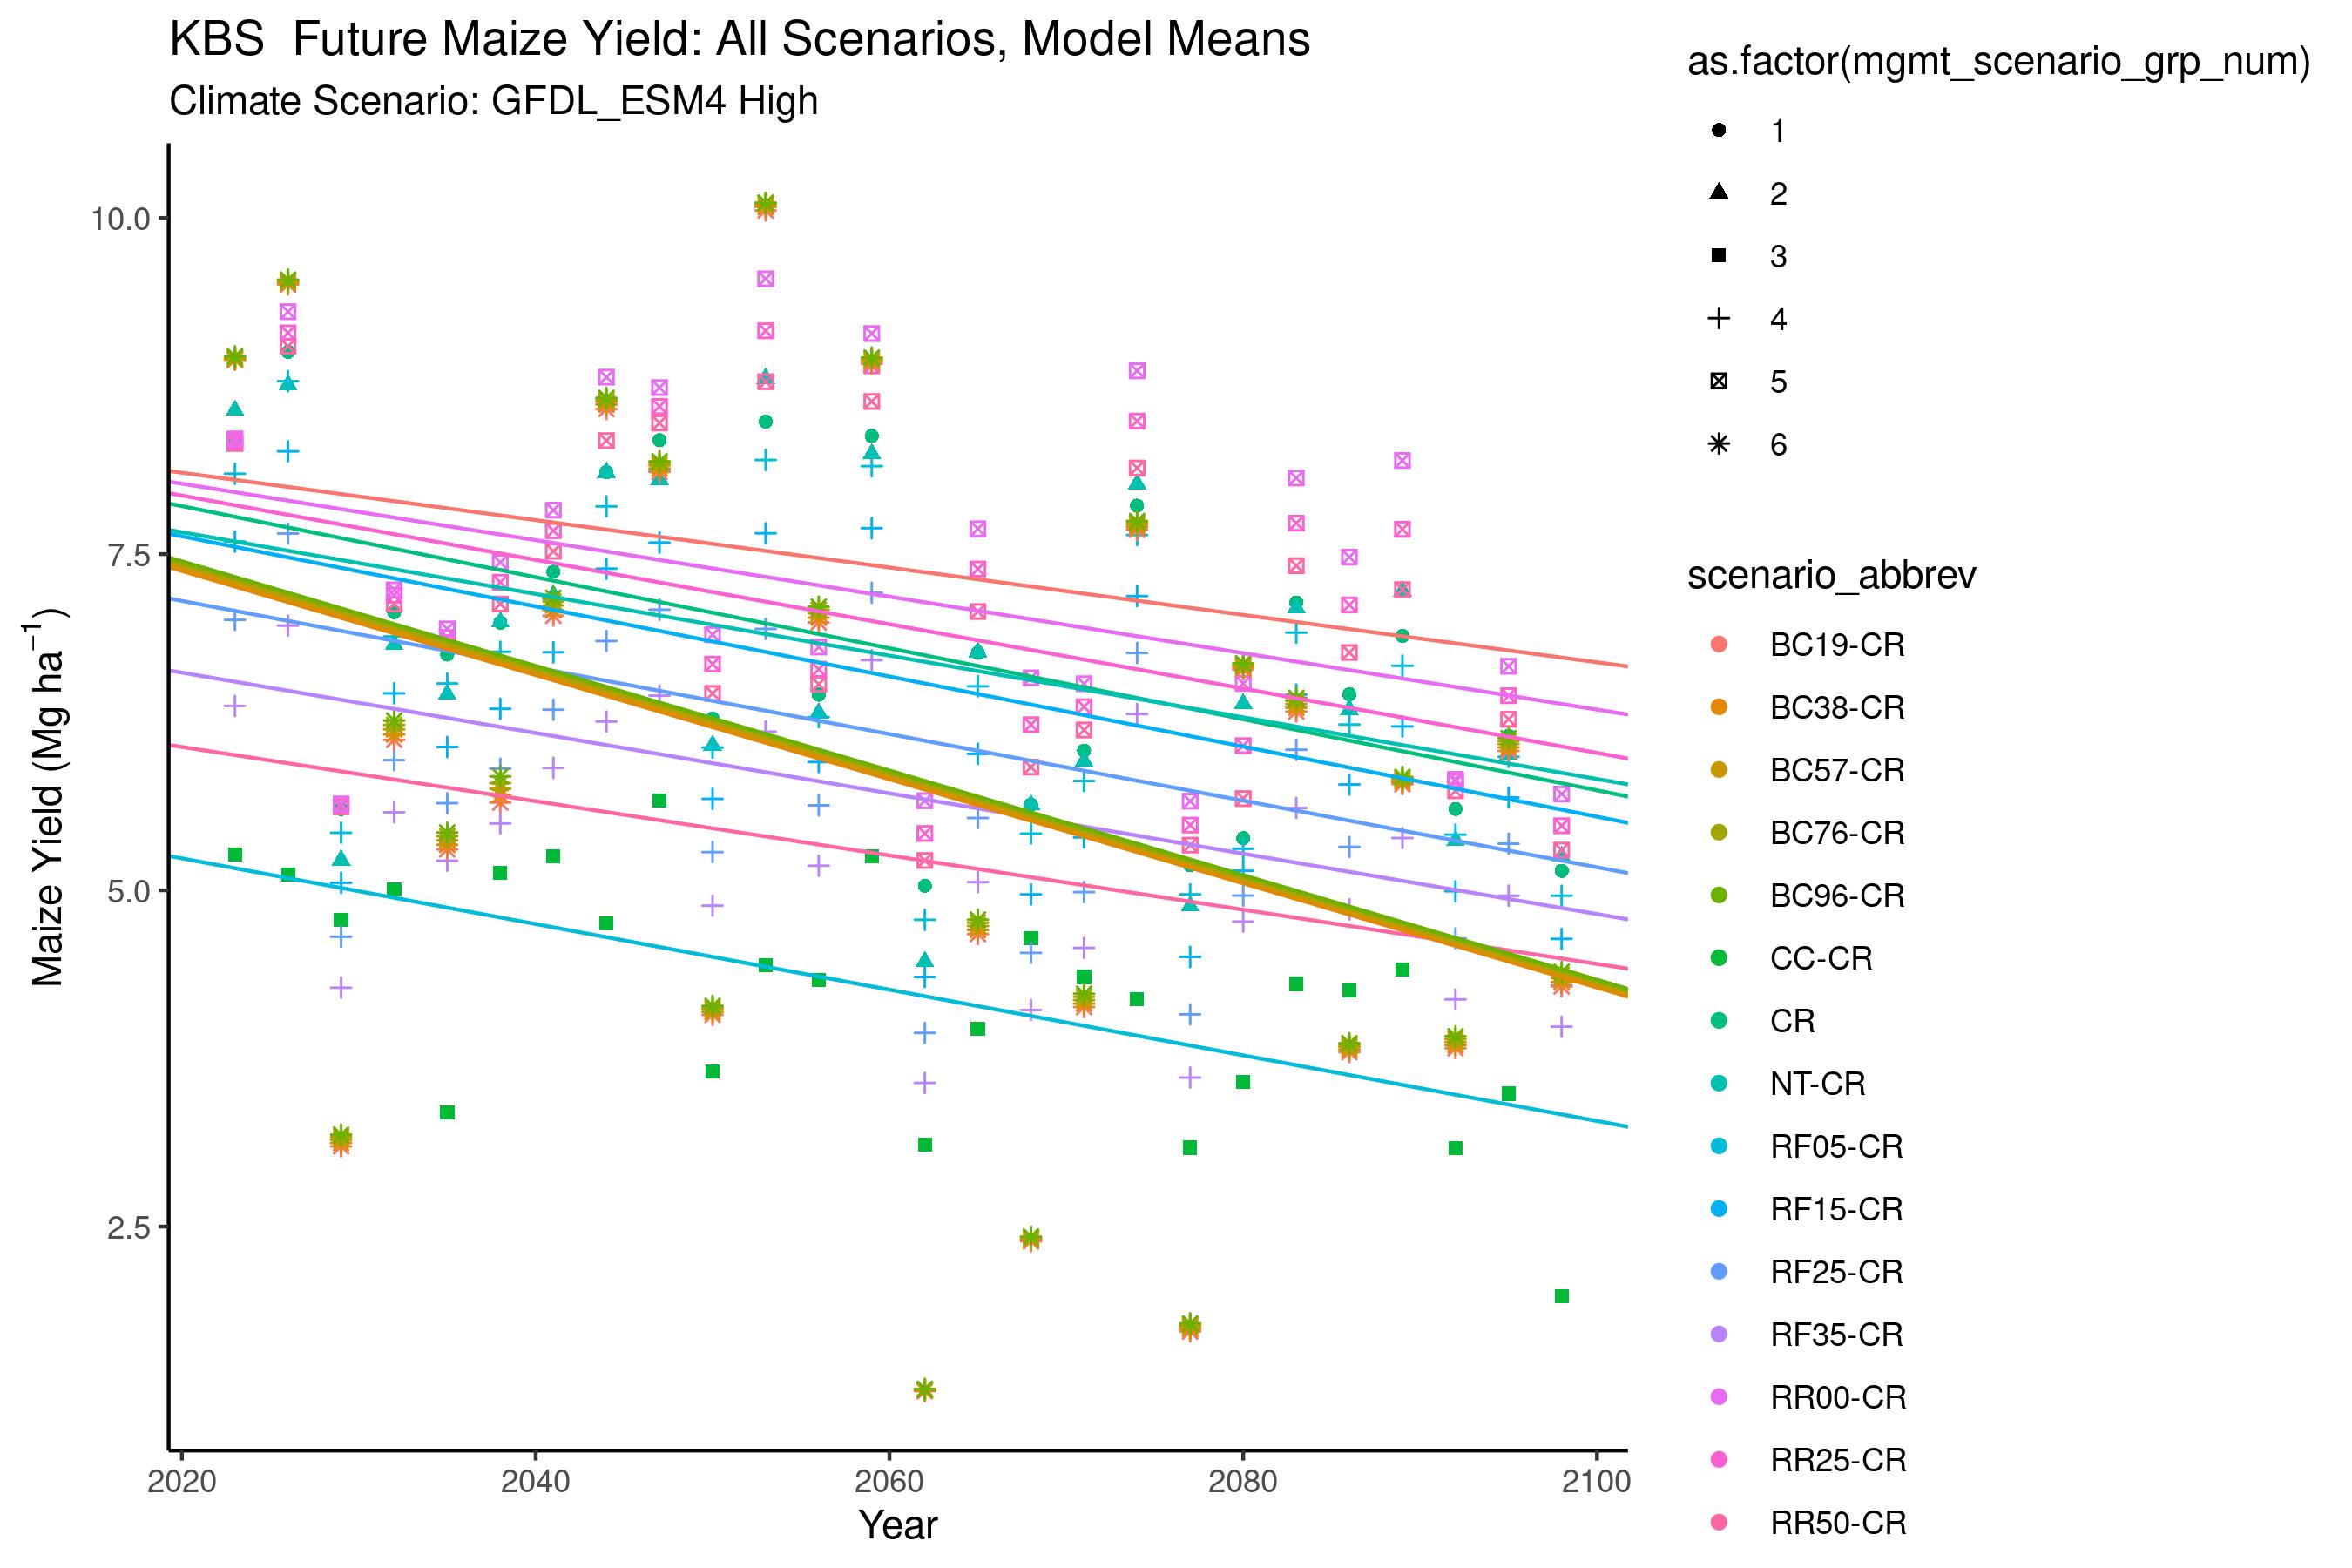 KBS  Future Maize Yield: All Scenarios, Model Means
Climate Scenario: GFDL_ESM4 High
Maize Yield (Mg ha⁻¹)
10.0
7.5
5.0
2.5
2020
2040
2060
2080
2100
Year
as.factor(mgmt_scenario_grp_num)
1
2
3
4
5
6
scenario_abbrev
BC19-CR
BC38-CR
BC57-CR
BC76-CR
BC96-CR
CC-CR
CR
NT-CR
RF05-CR
RF15-CR
RF25-CR
RF35-CR
RR00-CR
RR25-CR
RR50-CR